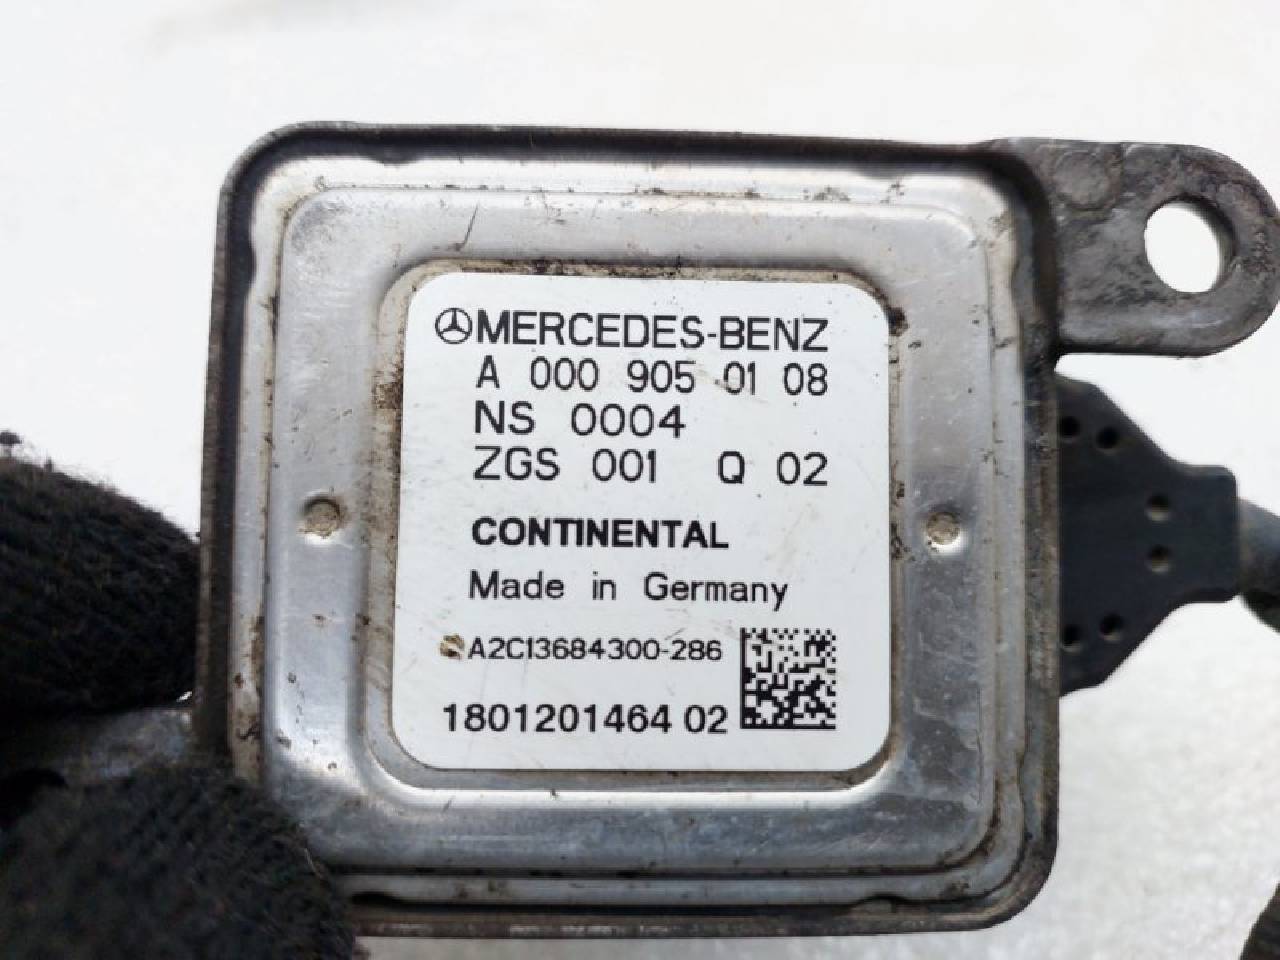 MERCEDES-BENZ
A 000 905 01 08
NS 0004
ZGS 001 Q 02
CONTINENTAL
Made in Germany
A2C13684300-286
1801201464 02